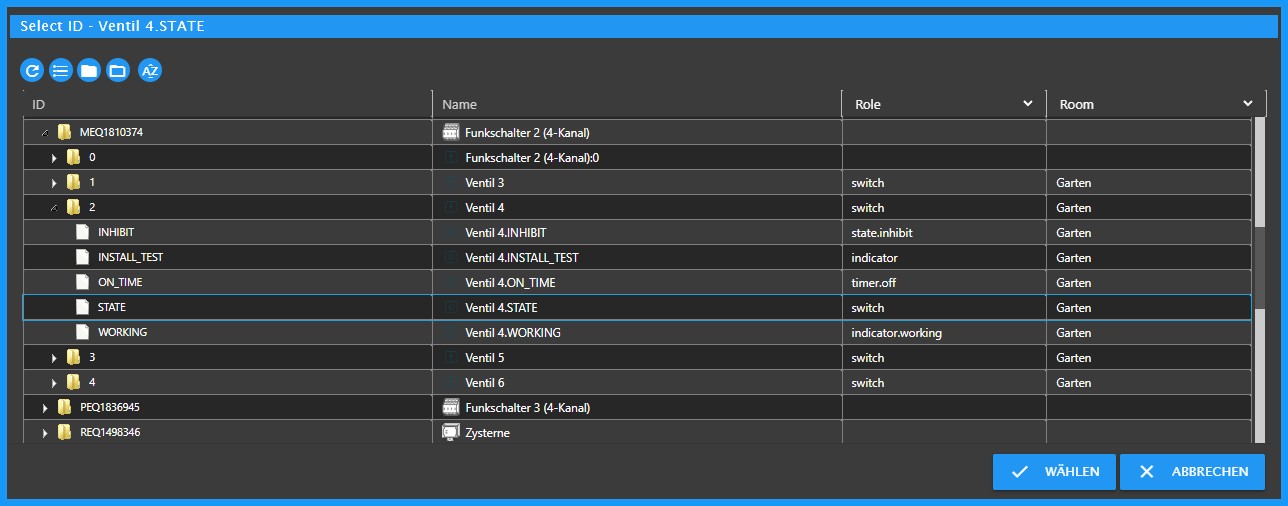 Select ID - Ventil 4.STATE
AZ
ID Name Role Room
MEQ1810374 Funkschalter 2 (4-Kanal)
0 Funkschalter 2 (4-Kanal):0
1 Ventil 3 switch Garten
2 Ventil 4 switch Garten
INHIBIT Ventil 4.INHIBIT state.inhibit Garten
INSTALL_TEST Ventil 4.INSTALL_TEST indicator Garten
ON_TIME Ventil 4.ON_TIME timer.off Garten
STATE Ventil 4.STATE switch Garten
WORKING Ventil 4.WORKING indicator.working Garten
3 Ventil 5 switch Garten
4 Ventil 6 switch Garten
PEQ1836945 Funkschalter 3 (4-Kanal)
REQ1498346 Zysterne
WÄHLEN ABBRECHEN